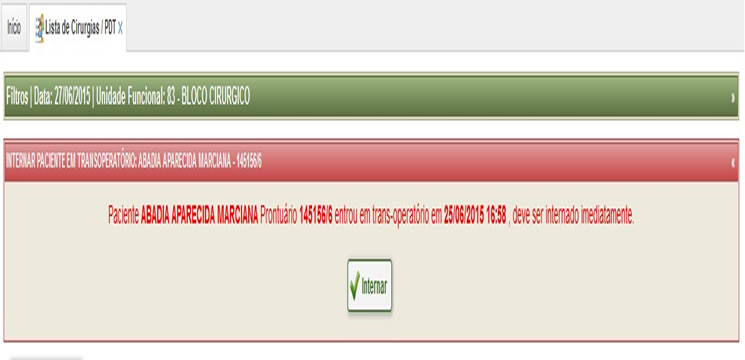 Início Lista de Cirurgias / PDT X
Filtros | Data: 27/06/2015 | Unidade Funcional: 83 - BLOCO CIRURGICO »
INTERNAR PACIENTE EM TRANSOPERATÓRIO: ABADIA APARECIDA MARCIANA - 145156/6 «
Paciente ABADIA APARECIDA MARCIANA Prontuário 145156/6 entrou em trans-operatório em 25/06/2015 16:58 , deve ser internado imediatamente.
Internar